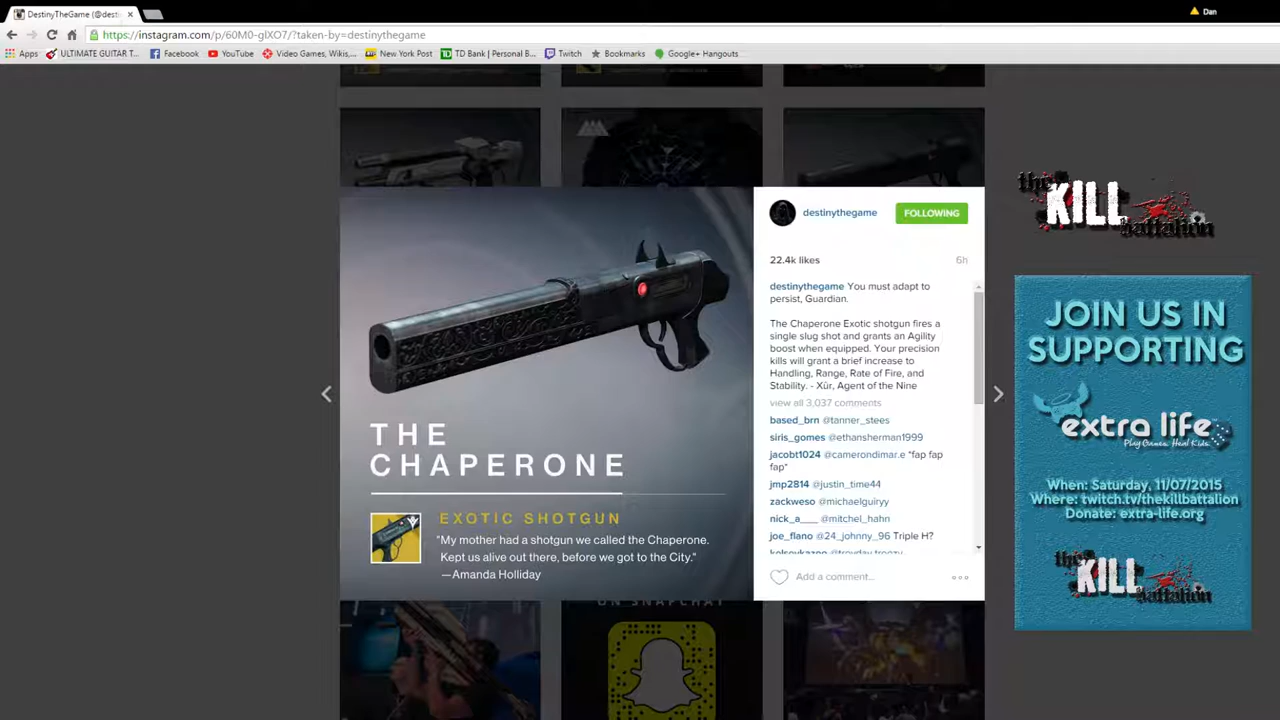 DestinyTheGame (@dest
Dan
https://instagram.com/p/60M0-glXO7/?taken-by=destinythegame
Apps
ULTIMATE GUITAR T...
Facebook
YouTube
Video Games, Wikis,...
New York Post
TD Bank | Personal B...
Twitch
Bookmarks
Google+ Hangouts
destinythegame
FOLLOWING
22.4k likes
6h
destinythegame You must adapt to
persist, Guardian.
The Chaperone Exotic shotgun fires a
single slug shot and grants an Agility
boost when equipped. Your precision
kills will grant a brief increase to
Handling, Range, Rate of Fire, and
Stability. - Xûr, Agent of the Nine
view all 3,037 comments
based_brn @tanner_stees
siris_gomes @ethansherman1999
jacobt1024 @camerondimar.e *fap fap
fap*
jmp2814 @justin_time44
zackweso @michaelguiryy
nick_a___ @mitchel_hahn
joe_flano @24_johnny_96 Triple H?
Add a comment...
THE
CHAPERONE
EXOTIC SHOTGUN
"My mother had a shotgun we called the Chaperone.
Kept us alive out there, before we got to the City."
—Amanda Holliday
ON SNAPCHAT
the KILL
battalion
JOIN US IN
SUPPORTING
extra life
Play Games. Heal Kids.
When: Saturday, 11/07/2015
Where: twitch.tv/thekillbattalion
Donate: extra-life.org
the KILL
battalion